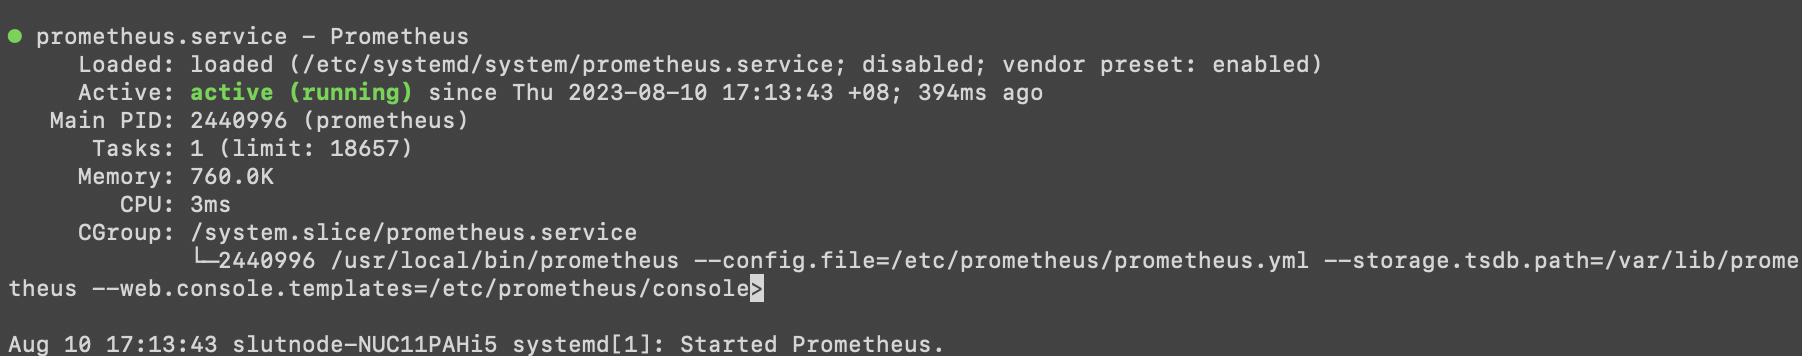 ● prometheus.service – Prometheus
Loaded: loaded (/etc/systemd/system/prometheus.service; disabled; vendor preset: enabled)
Active: active (running) since Thu 2023-08-10 17:13:43 +08; 394ms ago
Main PID: 2440996 (prometheus)
Tasks: 1 (limit: 18657)
Memory: 760.0K
CPU: 3ms
CGroup: /system.slice/prometheus.service
└─2440996 /usr/local/bin/prometheus --config.file=/etc/prometheus/prometheus.yml --storage.tsdb.path=/var/lib/prome
theus --web.console.templates=/etc/prometheus/console>
Aug 10 17:13:43 slutnode-NUC11PAHi5 systemd[1]: Started Prometheus.